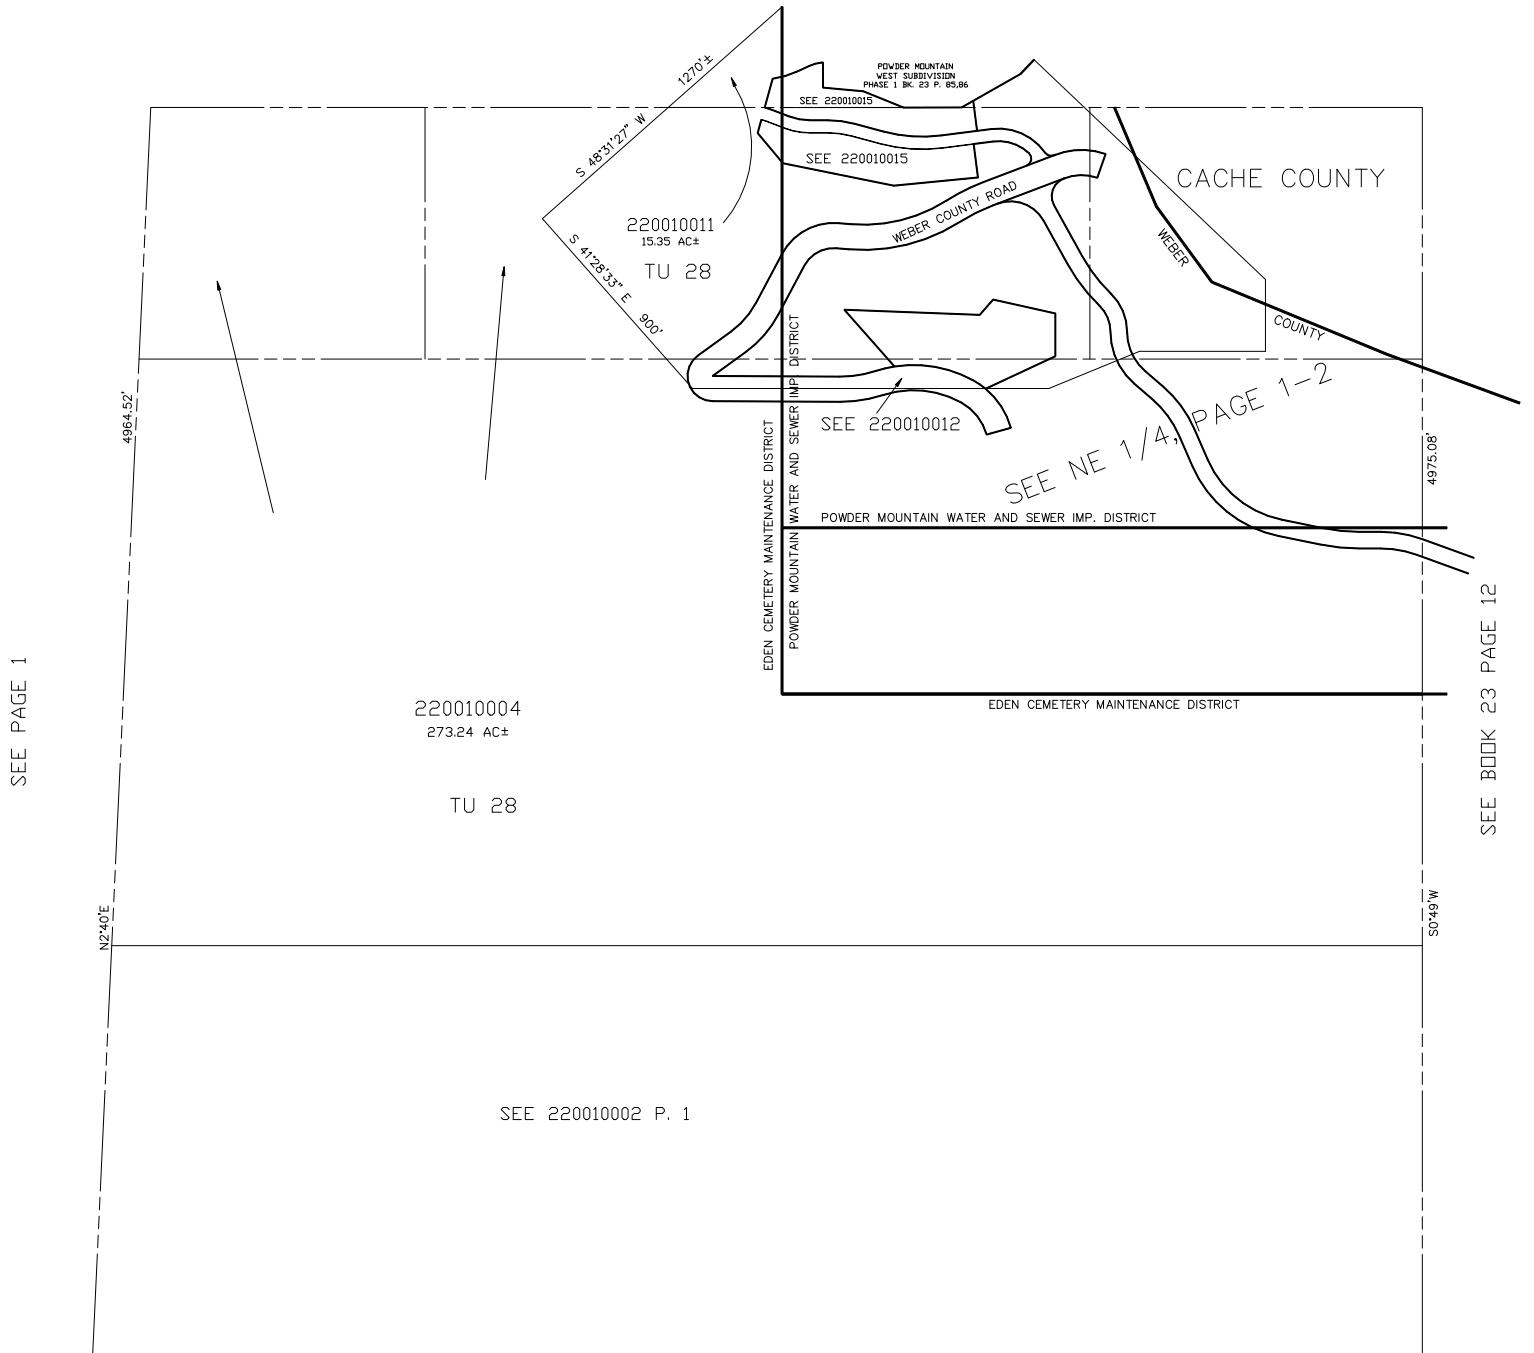 1270'±
S 48°31'27" W
POWDER MOUNTAIN
WEST SUBDIVISION
PHASE 1 BK. 23 P. 85,86
SEE 220010015
SEE 220010015
CACHE COUNTY
WEBER COUNTY ROAD
220010011
15.35 AC±
TU 28
S 41°28'33" E 900'
WEBER
COUNTY
4964.52'
SEE 220010012
SEE NE 1/4, PAGE 1-2
4975.08'
EDEN CEMETERY MAINTENANCE DISTRICT
POWDER MOUNTAIN WATER AND SEWER IMP. DISTRICT
POWDER MOUNTAIN WATER AND SEWER IMP. DISTRICT
EDEN CEMETERY MAINTENANCE DISTRICT
SEE PAGE 1
220010004
273.24 AC±
TU 28
SEE BOOK 23 PAGE 12
N2°40'E
S0°49'W
SEE 220010002 P. 1